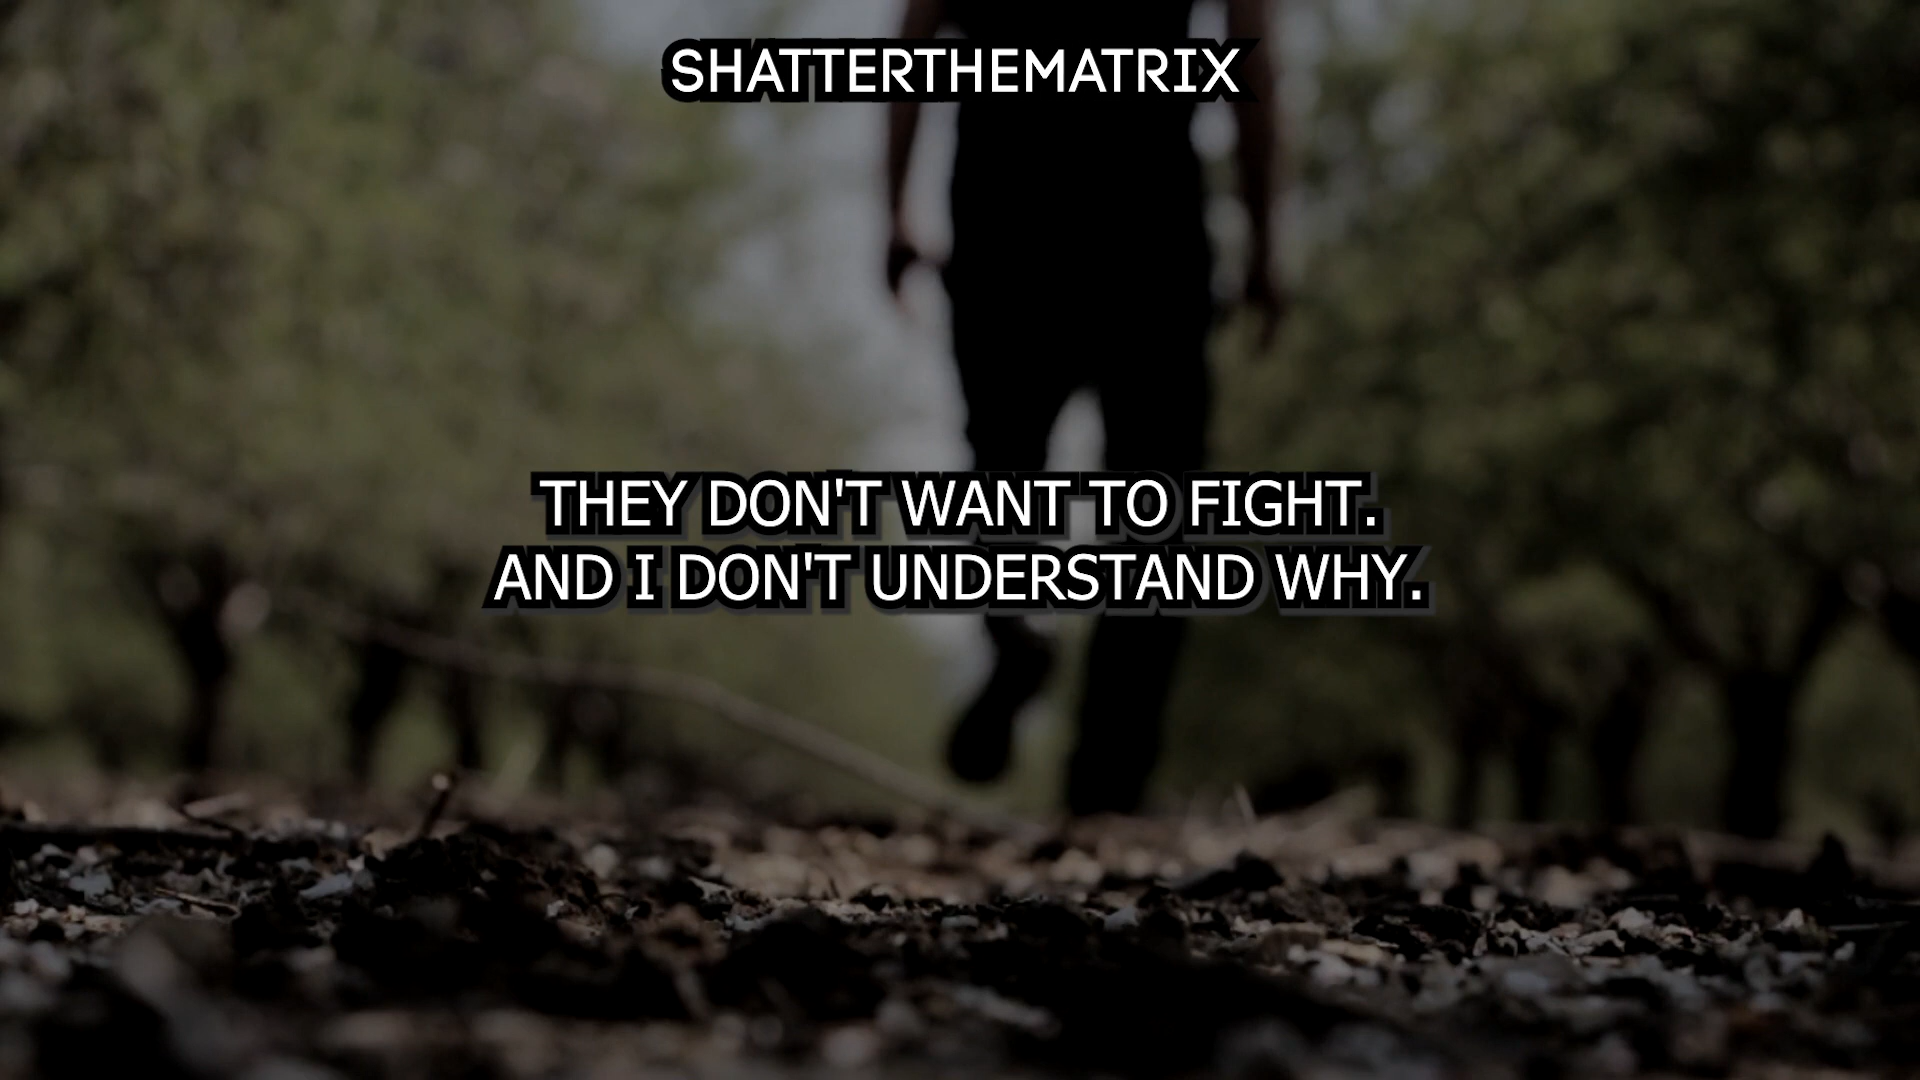 SHATTERTHEMATRIX
THEY DON'T WANT TO FIGHT.
AND I DON'T UNDERSTAND WHY.